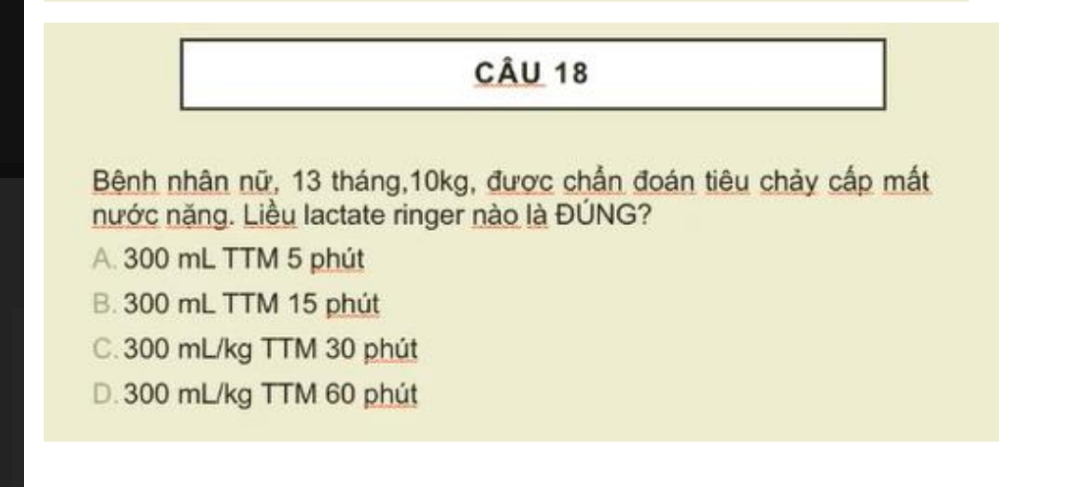 CÂU 18
Bệnh nhân nữ, 13 tháng,10kg, được chẩn đoán tiêu chảy cấp mất
nước nặng. Liều lactate ringer nào là ĐÚNG?
A. 300 mL TTM 5 phút
B. 300 mL TTM 15 phút
C. 300 mL/kg TTM 30 phút
D. 300 mL/kg TTM 60 phút